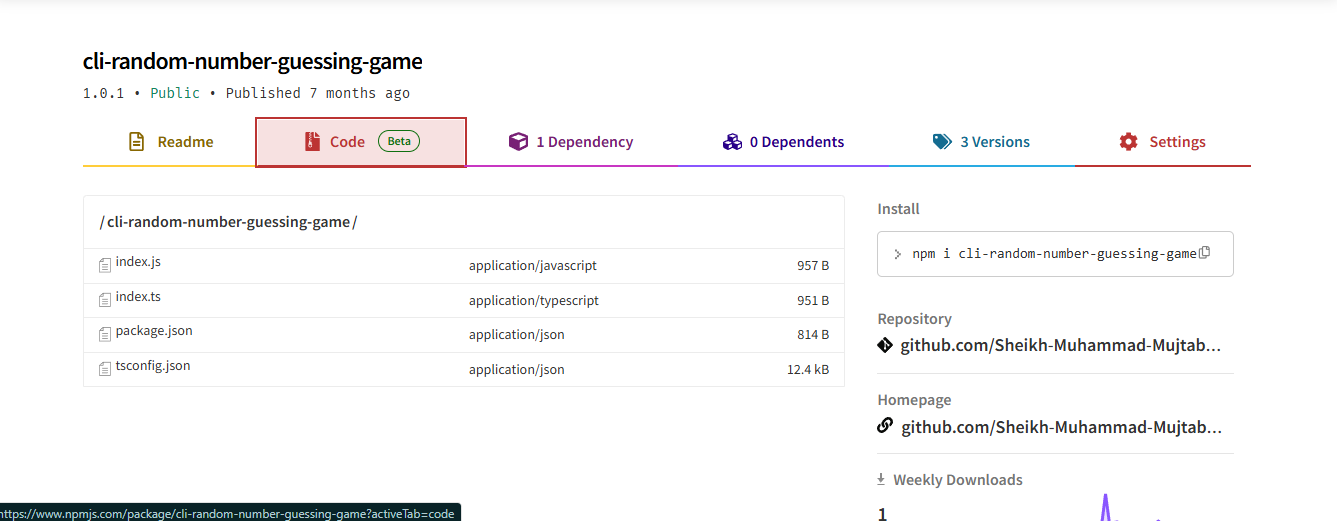 cli-random-number-guessing-game
1.0.1 • Public • Published 7 months ago
Readme
Code Beta
1 Dependency
0 Dependents
3 Versions
Settings
/cli-random-number-guessing-game/
index.js application/javascript 957 B
index.ts application/typescript 951 B
package.json application/json 814 B
tsconfig.json application/json 12.4 kB
Install
> npm i cli-random-number-guessing-game
Repository
github.com/Sheikh-Muhammad-Mujtab...
Homepage
github.com/Sheikh-Muhammad-Mujtab...
Weekly Downloads
1
https://www.npmjs.com/package/cli-random-number-guessing-game?activeTab=code